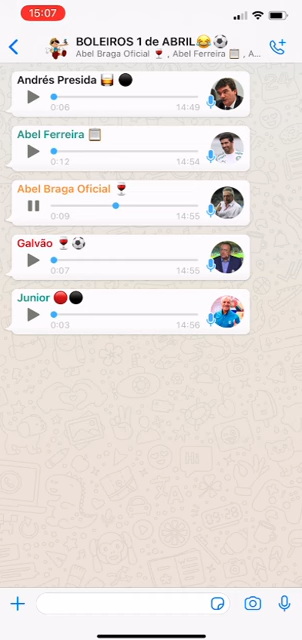 15:07
BOLEIROS 1 de ABRIL😂⚽
Abel Braga Oficial 🍷, Abel Ferreira 📋, A...
Andrés Presida 🥃 ⚫
0:06 14:49
Abel Ferreira 📋
0:12 14:54
Abel Braga Oficial 🍷
0:09 14:55
Galvão 🍷⚽
0:07 14:55
Junior 🔴⚫
0:03 14:56